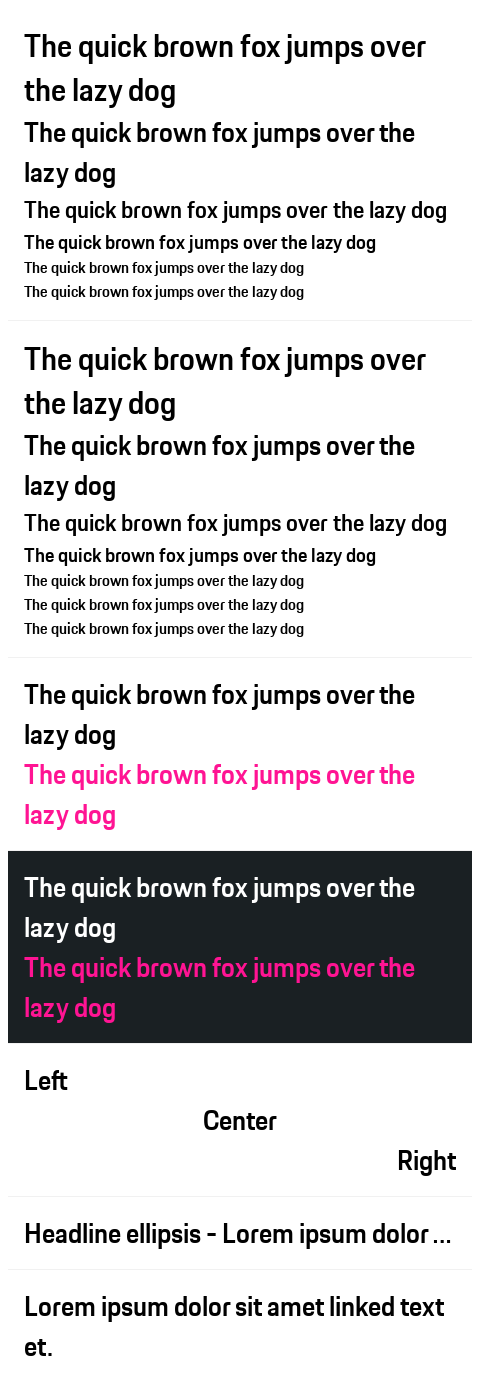 The quick brown fox jumps over
the lazy dog
The quick brown fox jumps over the
lazy dog
The quick brown fox jumps over the lazy dog
The quick brown fox jumps over the lazy dog
The quick brown fox jumps over the lazy dog
The quick brown fox jumps over the lazy dog
The quick brown fox jumps over
the lazy dog
The quick brown fox jumps over the
lazy dog
The quick brown fox jumps over the lazy dog
The quick brown fox jumps over the lazy dog
The quick brown fox jumps over the lazy dog
The quick brown fox jumps over the lazy dog
The quick brown fox jumps over the lazy dog
The quick brown fox jumps over the
lazy dog
The quick brown fox jumps over the
lazy dog
The quick brown fox jumps over the
lazy dog
The quick brown fox jumps over the
lazy dog
Left
Center
Right
Headline ellipsis - Lorem ipsum dolor ...
Lorem ipsum dolor sit amet linked text
et.